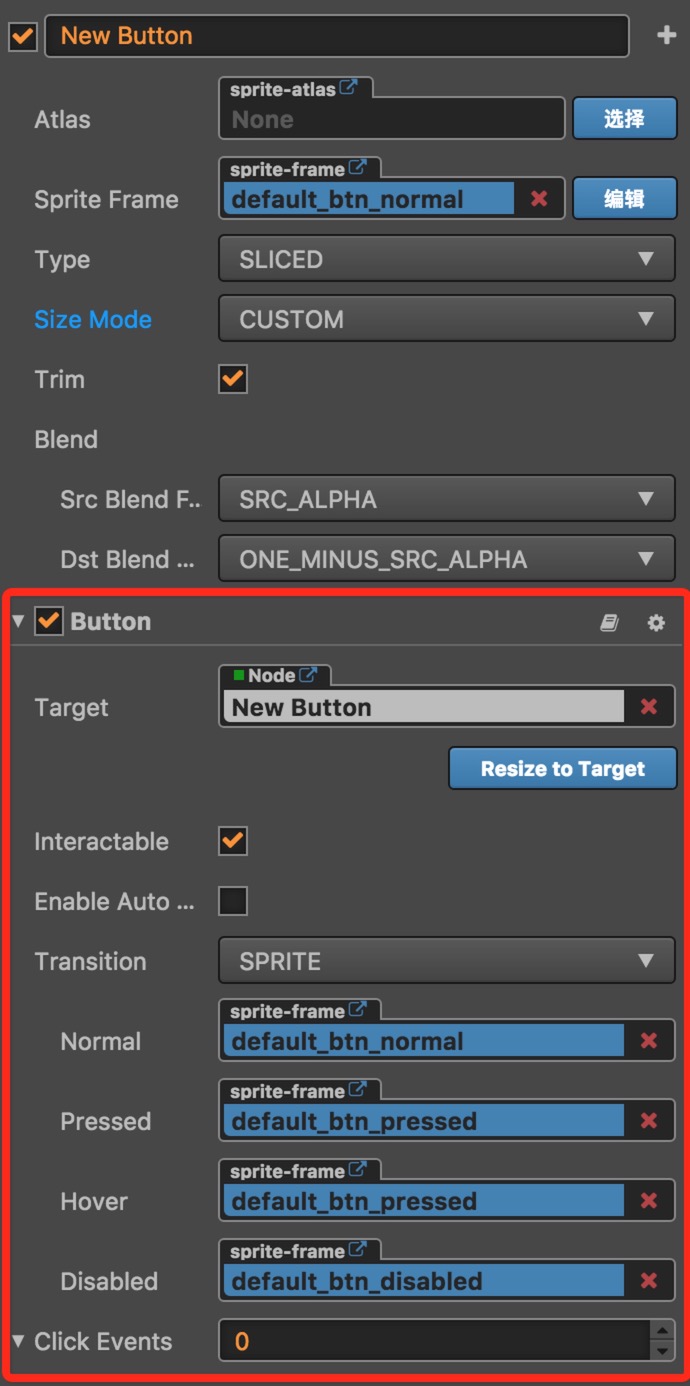 New Button
sprite-atlas
Atlas
None
选择
sprite-frame
Sprite Frame
default_btn_normal
编辑
Type
SLICED
Size Mode
CUSTOM
Trim
Blend
Src Blend F..
SRC_ALPHA
Dst Blend ...
ONE_MINUS_SRC_ALPHA
Button
Node
Target
New Button
Resize to Target
Interactable
Enable Auto ...
Transition
SPRITE
sprite-frame
Normal
default_btn_normal
sprite-frame
Pressed
default_btn_pressed
sprite-frame
Hover
default_btn_pressed
sprite-frame
Disabled
default_btn_disabled
Click Events
0